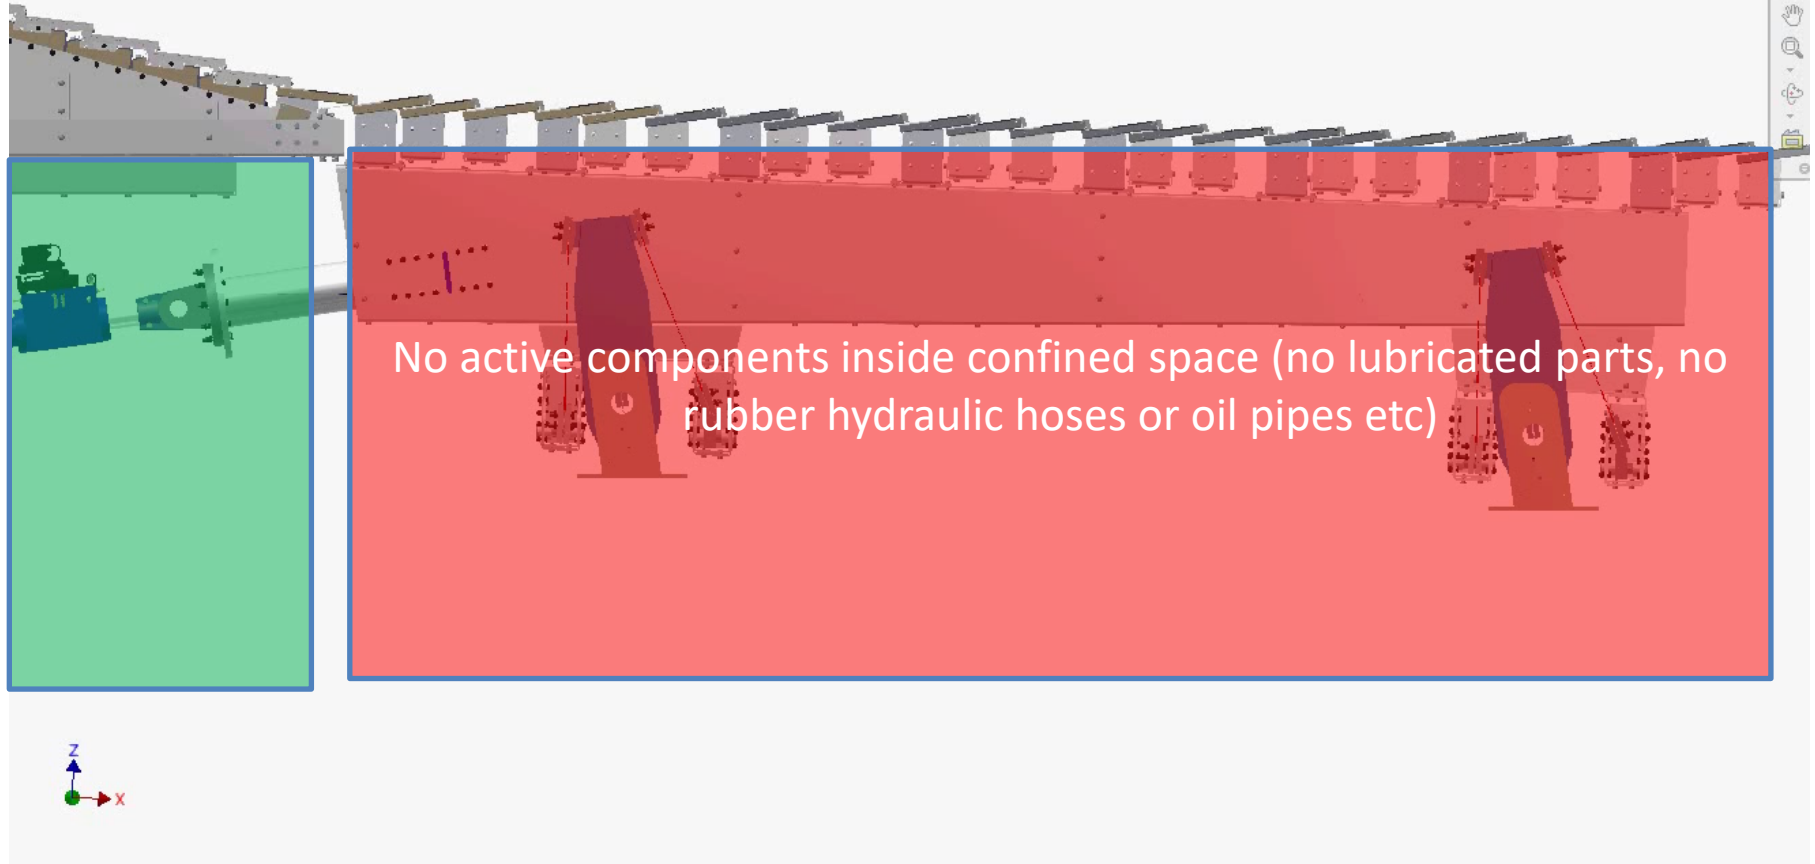 No active components inside confined space (no lubricated parts, no
rubber hydraulic hoses or oil pipes etc)
Z
X